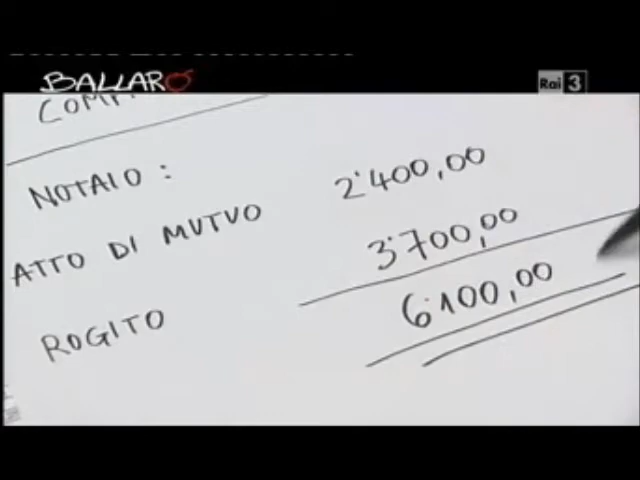 BALLARÒ
Rai 3
NOTAIO:
ATTO DI MUTUO 2'400,00
ROGITO 3'700,00
6'100,00